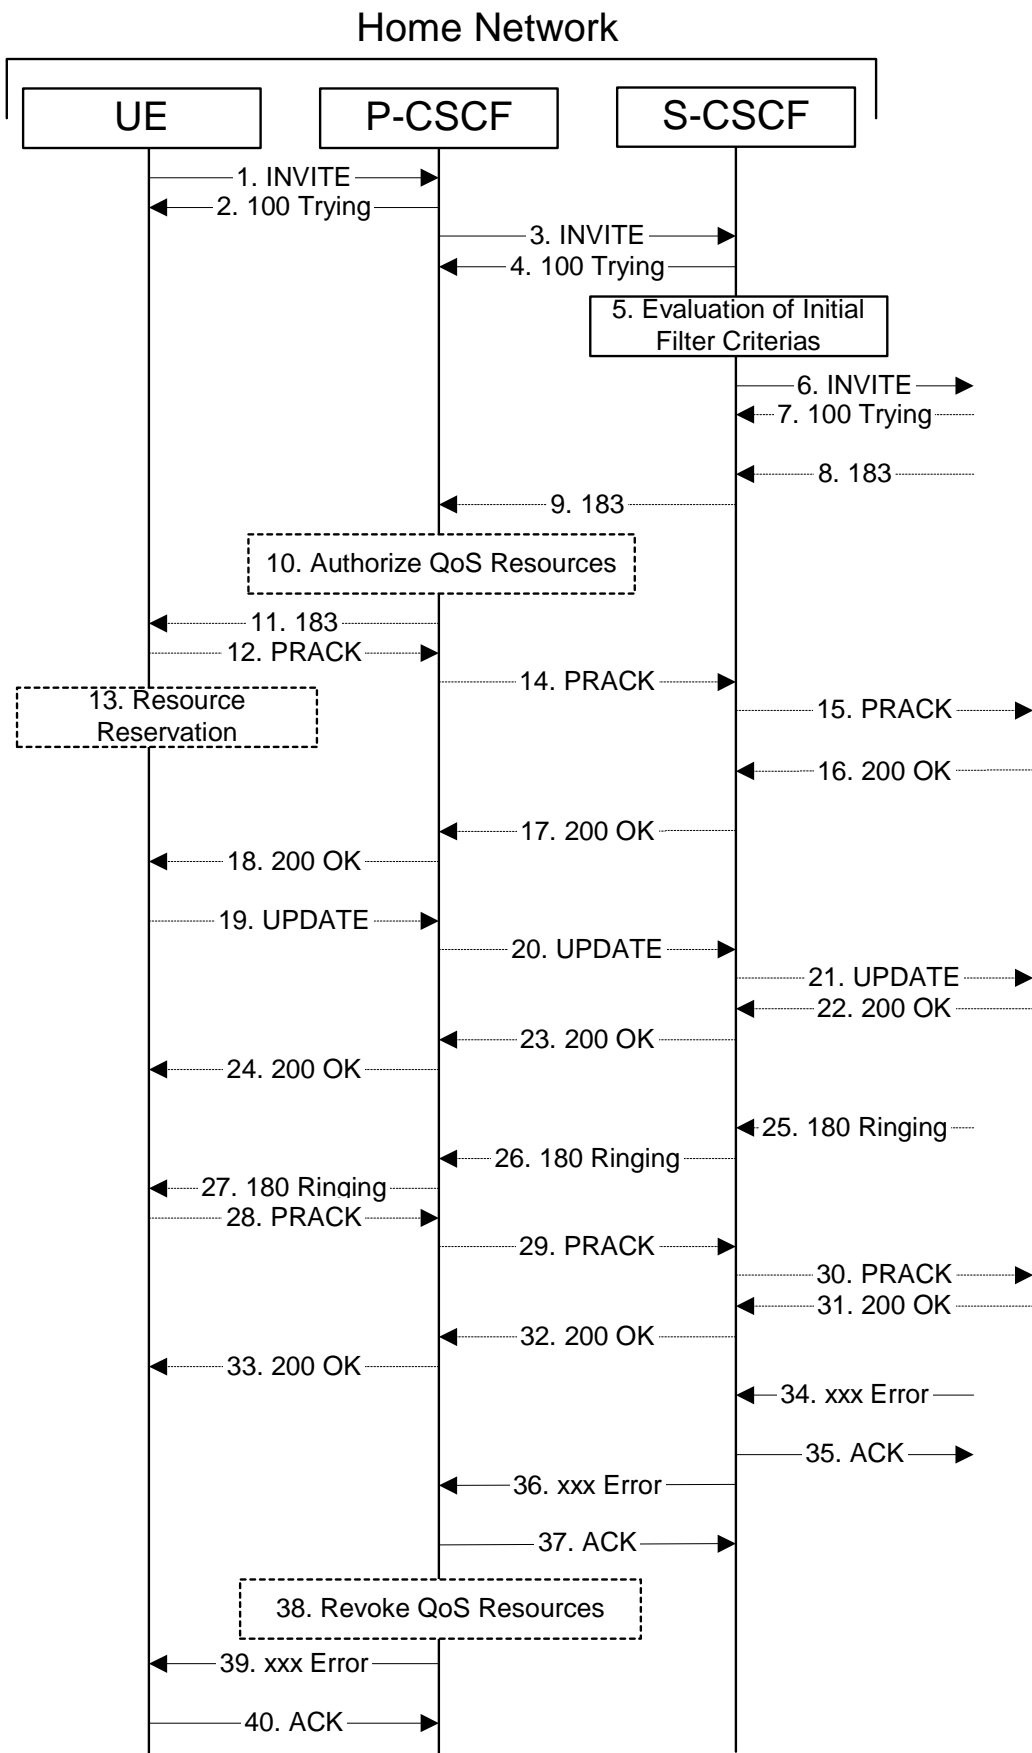 Home Network
UE
P-CSCF
S-CSCF
1. INVITE
2. 100 Trying
3. INVITE
4. 100 Trying
5. Evaluation of Initial
Filter Criterias
6. INVITE
7. 100 Trying
8. 183
9. 183
10. Authorize QoS Resources
11. 183
12. PRACK
14. PRACK
13. Resource
Reservation
15. PRACK
16. 200 OK
17. 200 OK
18. 200 OK
19. UPDATE
20. UPDATE
21. UPDATE
22. 200 OK
23. 200 OK
24. 200 OK
25. 180 Ringing
26. 180 Ringing
27. 180 Ringing
28. PRACK
29. PRACK
30. PRACK
31. 200 OK
32. 200 OK
33. 200 OK
34. xxx Error
35. ACK
36. xxx Error
37. ACK
38. Revoke QoS Resources
39. xxx Error
40. ACK